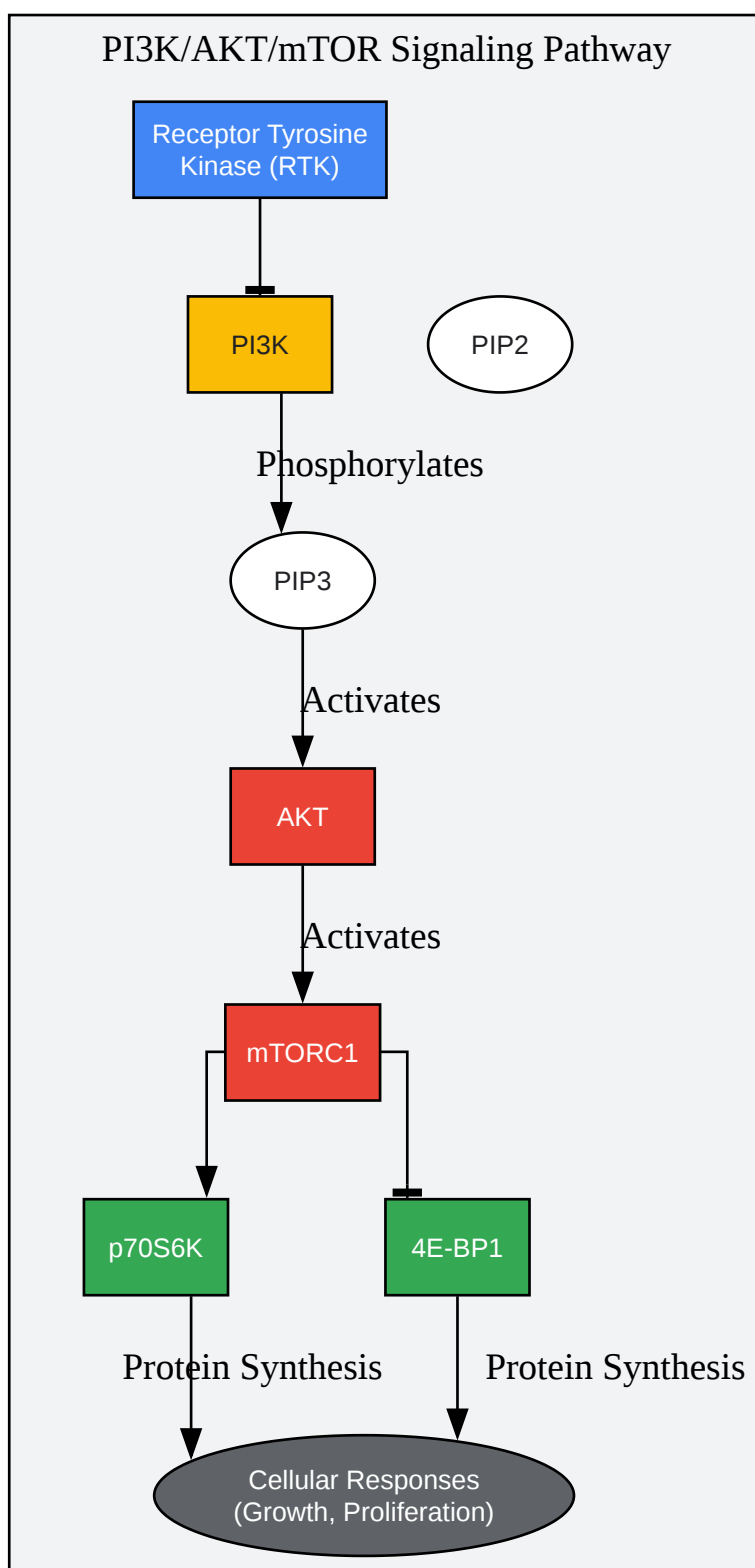 PI3K/AKT/mTOR Signaling Pathway
Receptor Tyrosine
Kinase (RTK)
PI3K
PIP2
Phosphorylates
PIP3
Activates
AKT
Activates
mTORC1
p70S6K
4E-BP1
Protein Synthesis
Protein Synthesis
Cellular Responses
(Growth, Proliferation)